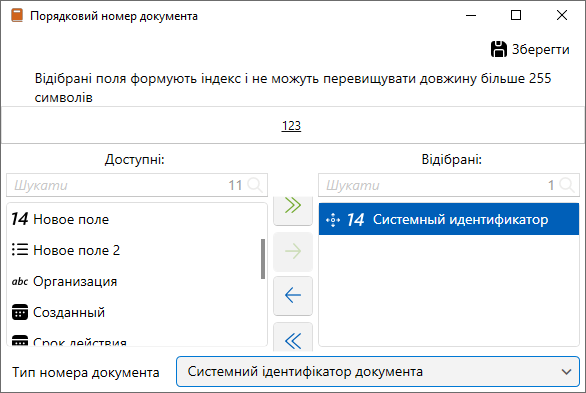 Порядковий номер документа
Зберегти
Відібрані поля формують індекс і не можуть перевищувати довжину більше 255
символів
123
Доступні:
Відібрані:
Шукати 11
Шукати 1
14 Новое поле
14 Системный идентификатор
Новое поле 2
abc Организация
Созданный
Срок действия
Тип номера документа
Системний ідентифікатор документа